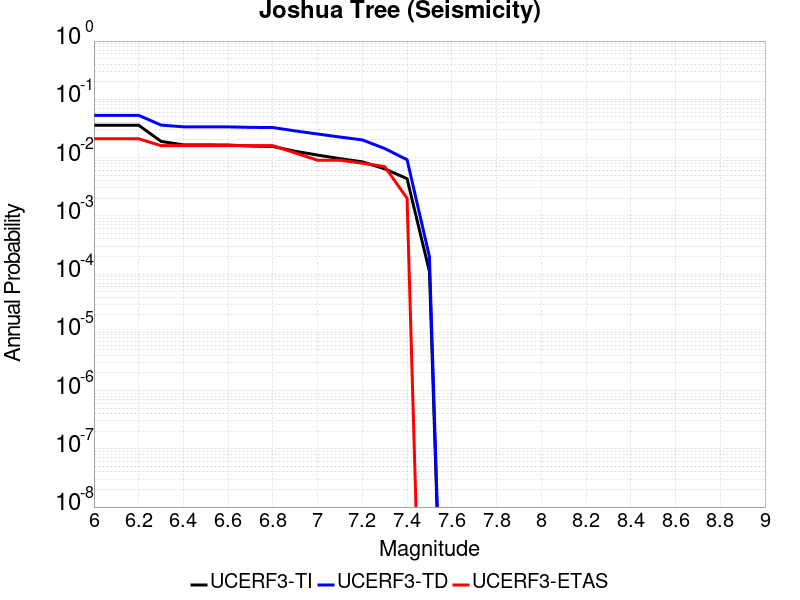 Joshua Tree (Seismicity)
10^0
10^-1
10^-2
10^-3
10^-4
10^-5
10^-6
10^-7
10^-8
Annual Probability
6 6.2 6.4 6.6 6.8 7 7.2 7.4 7.6 7.8 8 8.2 8.4 8.6 8.8 9
Magnitude
UCERF3-TI UCERF3-TD UCERF3-ETAS